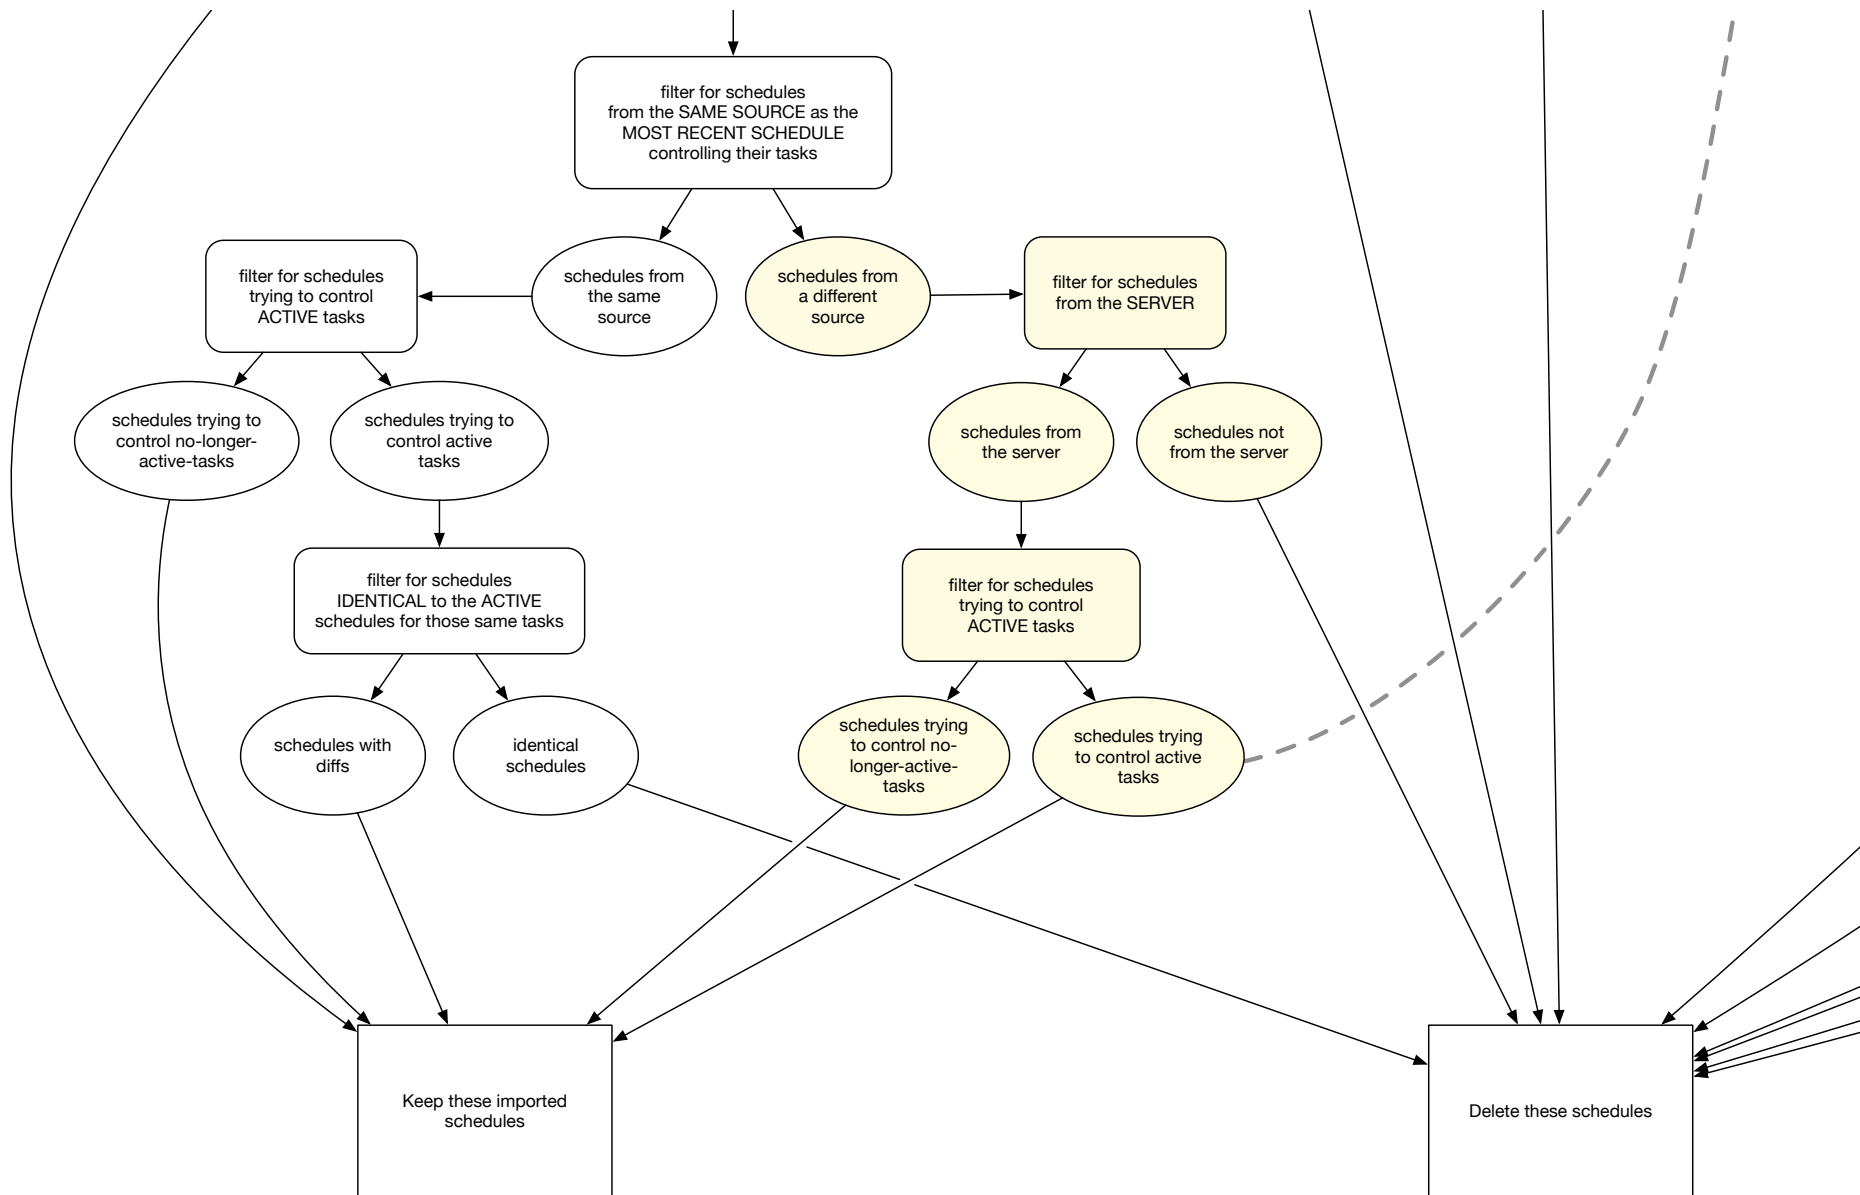 filter for schedules
from the SAME SOURCE as the
MOST RECENT SCHEDULE
controlling their tasks
filter for schedules
trying to control
ACTIVE tasks
schedules from
the same
source
schedules from
a different
source
filter for schedules
from the SERVER
schedules trying to
control no-longer-
active-tasks
schedules trying to
control active
tasks
schedules from
the server
schedules not
from the server
filter for schedules
IDENTICAL to the ACTIVE
schedules for those same tasks
filter for schedules
trying to control
ACTIVE tasks
schedules with
diffs
identical
schedules
schedules trying
to control no-
longer-active-
tasks
schedules trying
to control active
tasks
Keep these imported
schedules
Delete these schedules